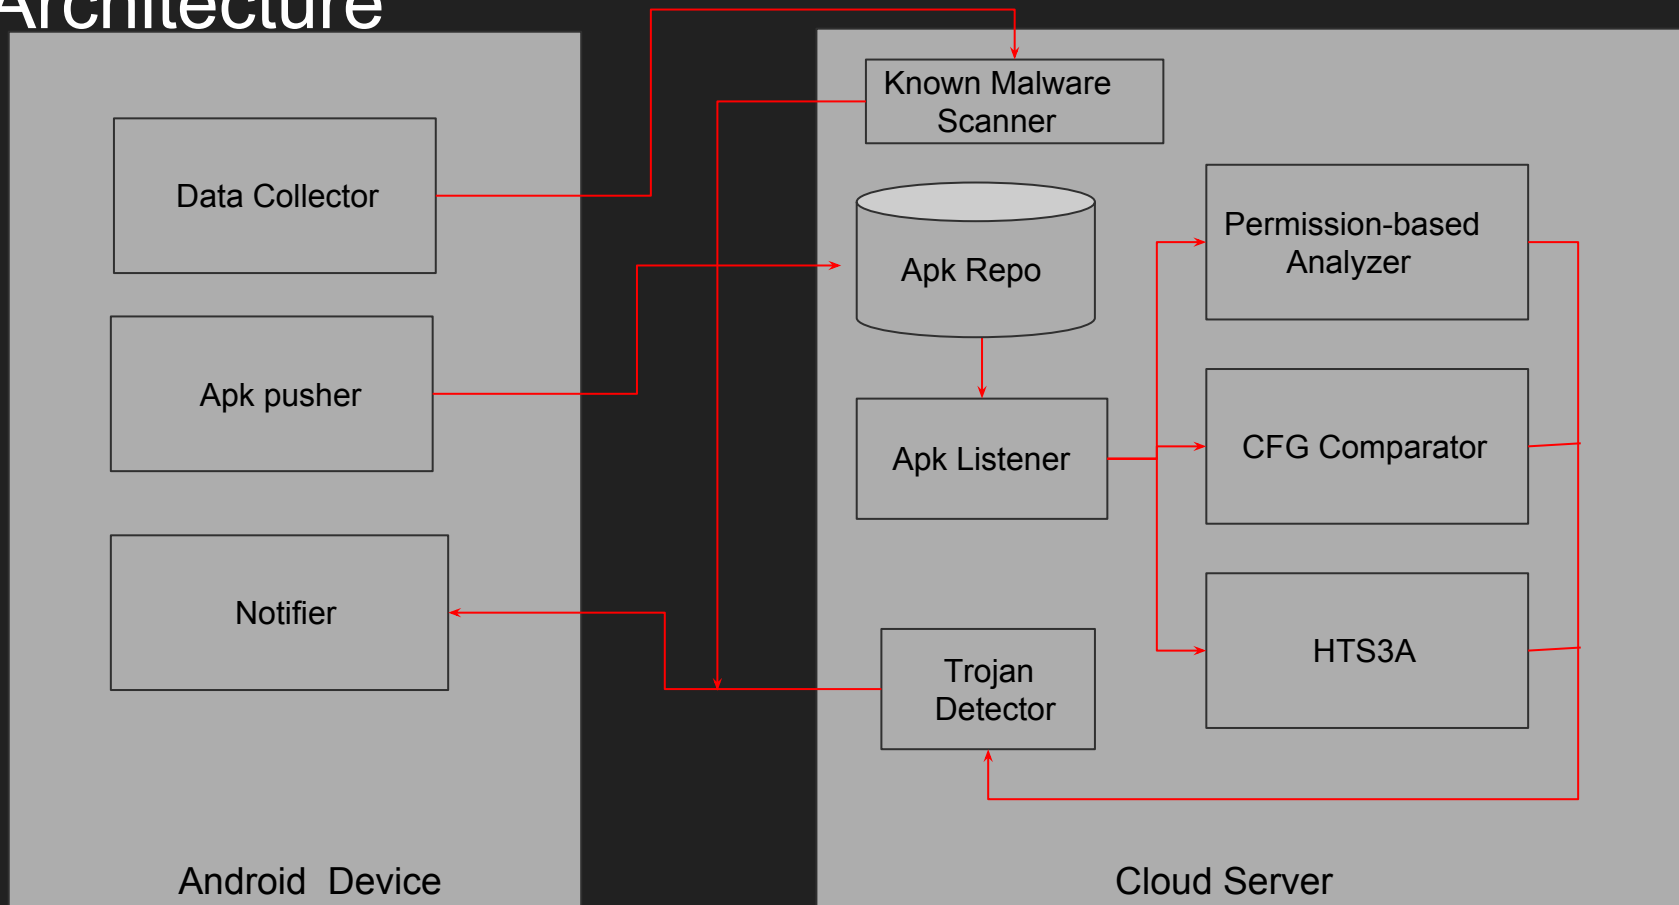 Architecture
Data Collector
Apk pusher
Notifier
Android  Device
Known Malware
Scanner
Apk Repo
Apk Listener
Trojan
Detector
Permission-based
Analyzer
CFG Comparator
HTS3A
Cloud Server